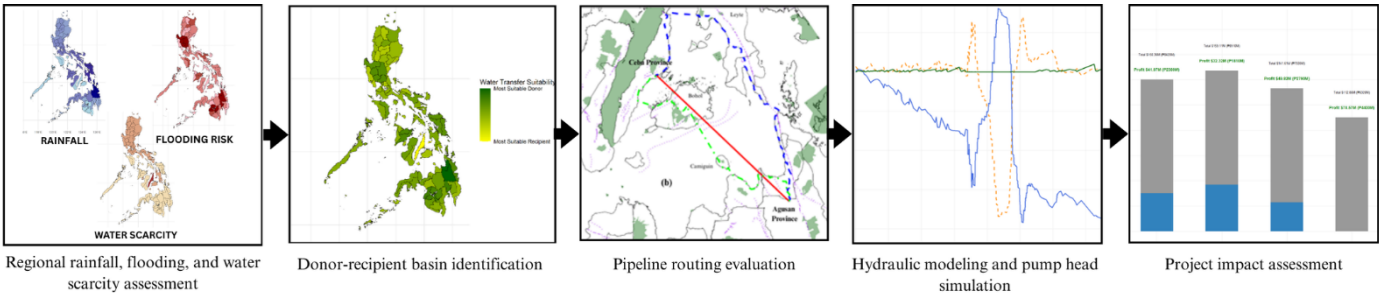 RAINFALL
FLOODING RISK
WATER SCARCITY
Regional rainfall, flooding, and water
scarcity assessment
Water Transfer Suitability
Most Suitable Donor
Most Suitable Recipient
Donor-recipient basin identification
Leyte
Cebu Province
Bohol
Camiguin
(b)
Agusan
Province
Pipeline routing evaluation
Hydraulic modeling and pump head
simulation
Project impact assessment